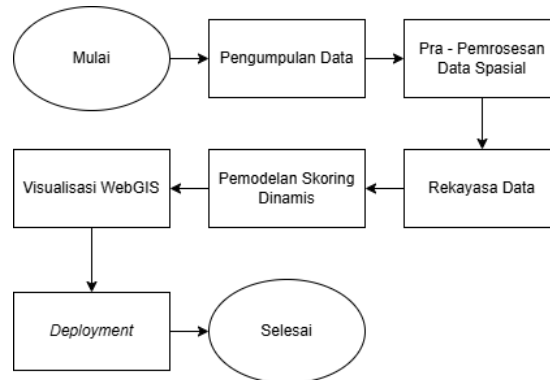 Mulai
Pengumpulan Data
Pra - Pemrosesan
Data Spasial
Rekayasa Data
Pemodelan Skoring
Dinamis
Visualisasi WebGIS
Deployment
Selesai